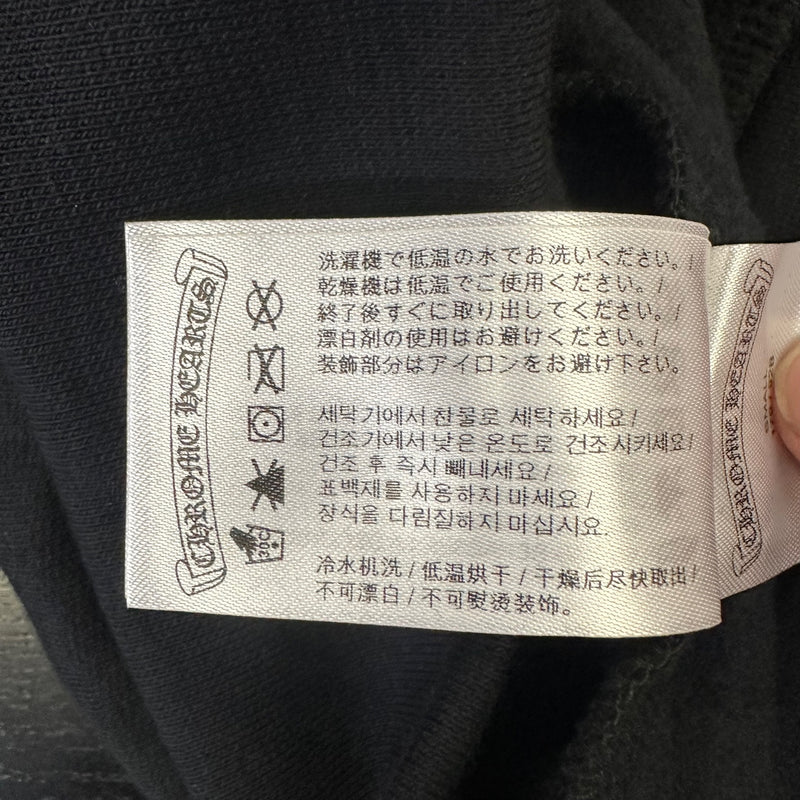 CHROME HEARTS
洗濯機で低温の水でお洗いください。/
乾燥機は低温でご使用ください。/
終了後すぐに取り出してください。/
漂白剤の使用はお避けください。/
装飾部分はアイロンをお避け下さい。
세탁기에서 찬물로 세탁하세요 /
건조기에서 낮은 온도로 건조시키세요/
건조 후 즉시 빼내세요 /
표백제를 사용하지 마세요 /
장식을 다림질하지 마십시요.
冷水机洗 / 低温烘干 / 干燥后尽快取出 /
不可漂白 / 不可熨烫装饰。
30C
CHROME HEARTS